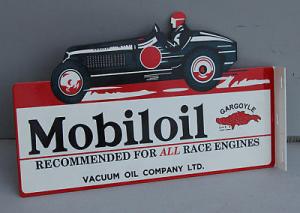 GARGOYLE
Mobiloil
RECOMMENDED FOR ALL RACE ENGINES
VACUUM OIL COMPANY LTD.